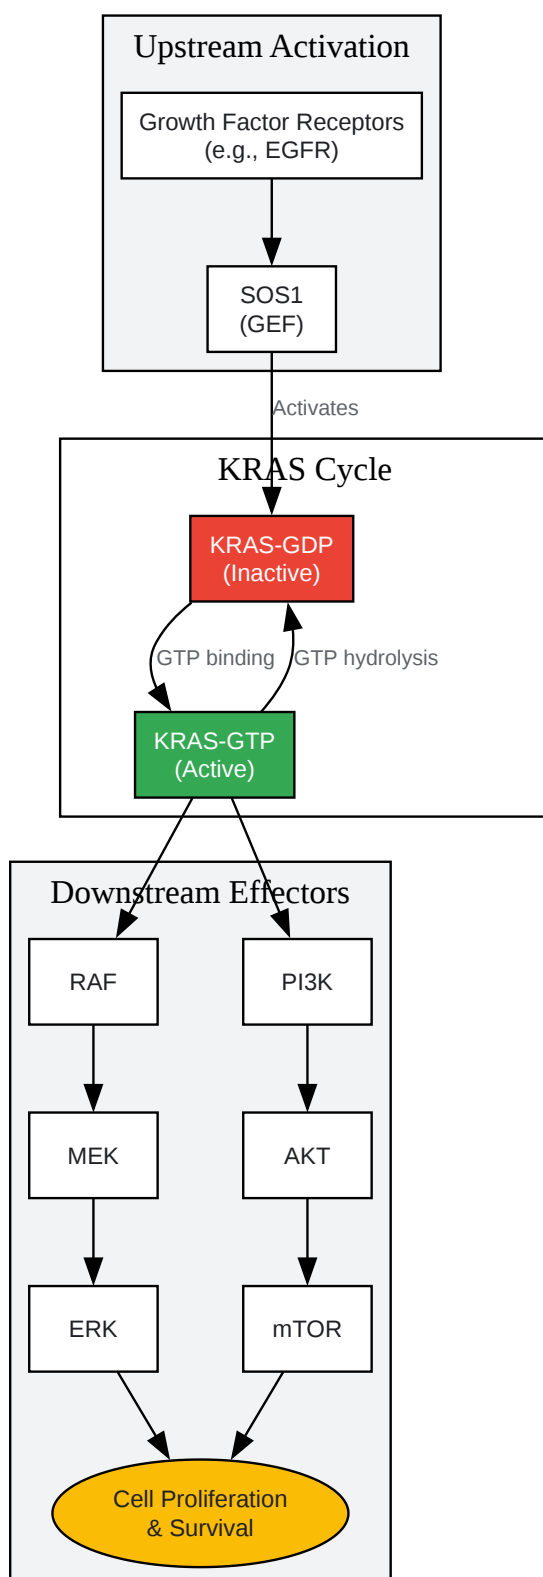 Upstream Activation
Growth Factor Receptors
(e.g., EGFR)
SOS1
(GEF)
Activates
KRAS Cycle
KRAS-GDP
(Inactive)
GTP binding
GTP hydrolysis
KRAS-GTP
(Active)
Downstream Effectors
RAF
PI3K
MEK
AKT
ERK
mTOR
Cell Proliferation
& Survival